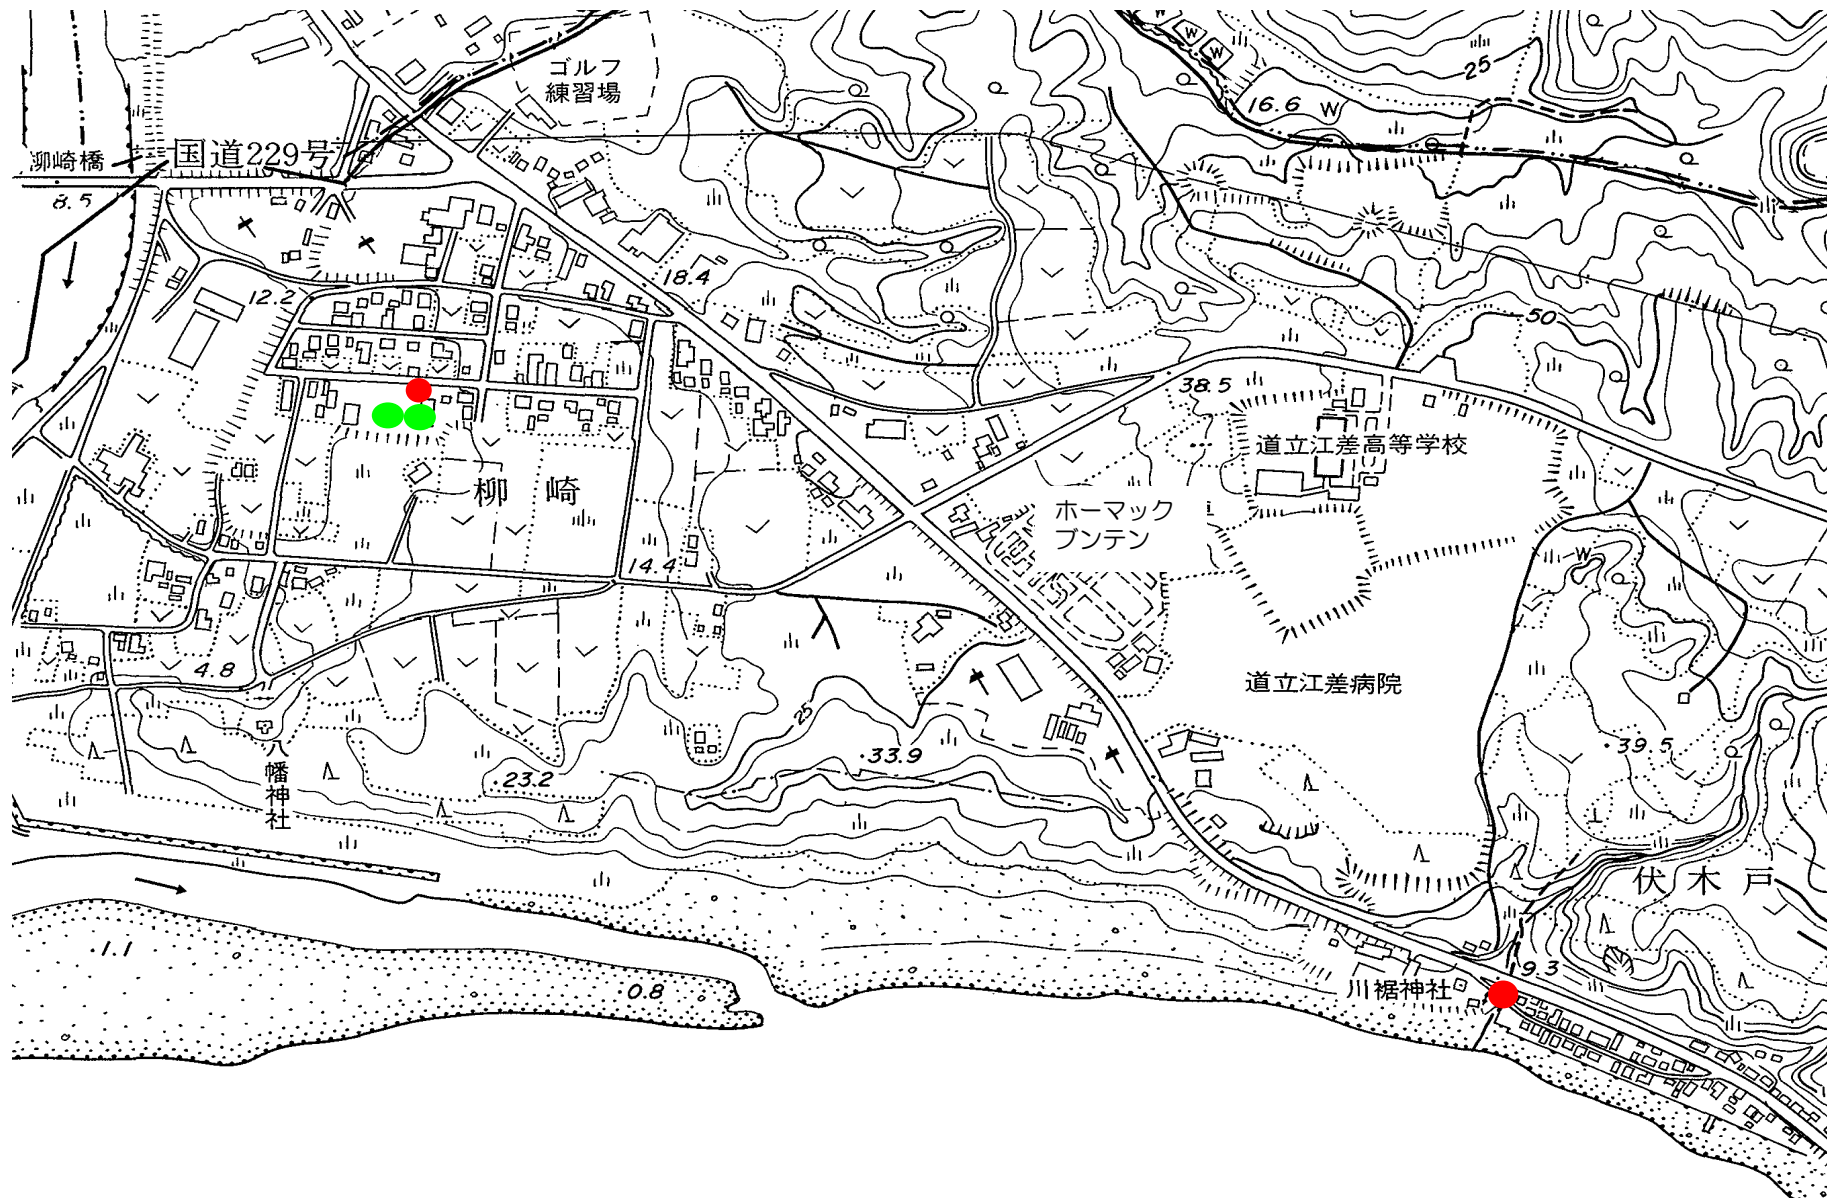 ゴルフ
練習場
25
16.6
W
W
W
W
柳崎橋
国道229号
8.5
18.4
12.2
50
38.5
道立江差高等学校
柳崎
ホーマック
ブンテン
14.4
W
4.8
道立江差病院
25
33.9
39.5
23.2
八幡神社
伏木戸
1.1
0.8
9.3
川裾神社